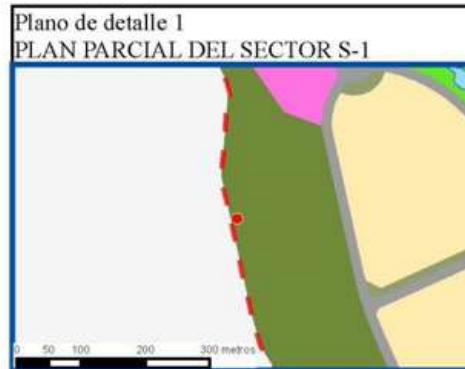 Plano de detalle 1
PLAN PARCIAL DEL SECTOR S-1
0 50 100 200 300 metros